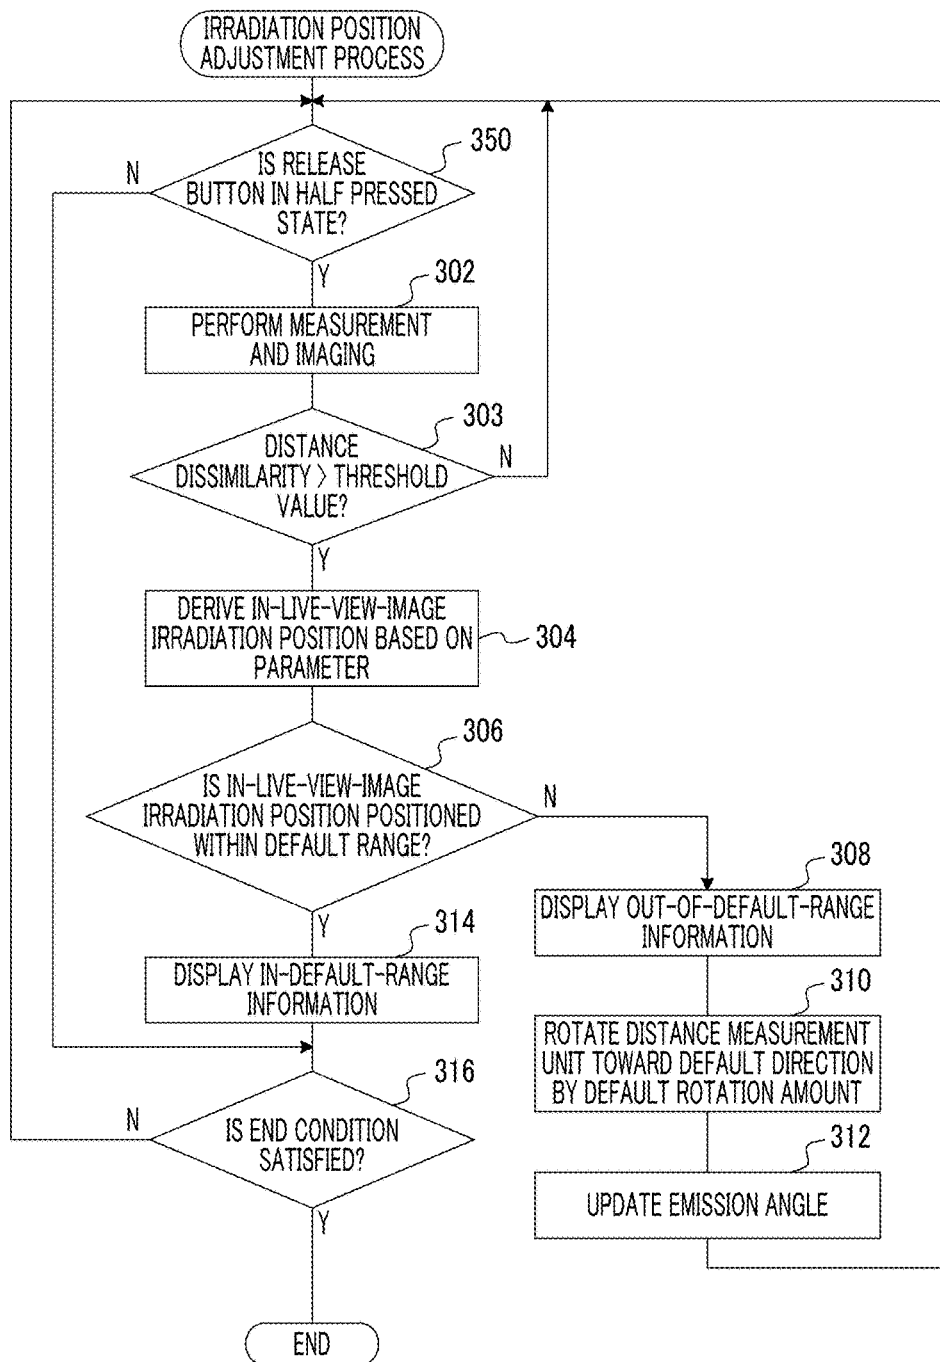 IRRADIATION POSITION
ADJUSTMENT PROCESS
350
N
IS RELEASE
BUTTON IN HALF PRESSED
STATE?
Y
302
PERFORM MEASUREMENT
AND IMAGING
303
DISTANCE
DISSIMILARITY > THRESHOLD
VALUE?
N
Y
DERIVE IN-LIVE-VIEW-IMAGE
IRRADIATION POSITION BASED ON
PARAMETER
304
306
IS IN-LIVE-VIEW-IMAGE
IRRADIATION POSITION POSITIONED
WITHIN DEFAULT RANGE?
N
Y
308
DISPLAY OUT-OF-DEFAULT-RANGE
INFORMATION
314
DISPLAY IN-DEFAULT-RANGE
INFORMATION
310
ROTATE DISTANCE MEASUREMENT
UNIT TOWARD DEFAULT DIRECTION
BY DEFAULT ROTATION AMOUNT
316
N
IS END CONDITION
SATISFIED?
Y
312
UPDATE EMISSION ANGLE
END